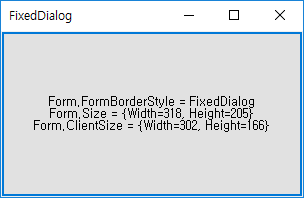 FixedDialog
Form.FormBorderStyle = FixedDialog
Form.Size = {Width=318, Height=205}
Form.ClientSize = {Width=302, Height=166}